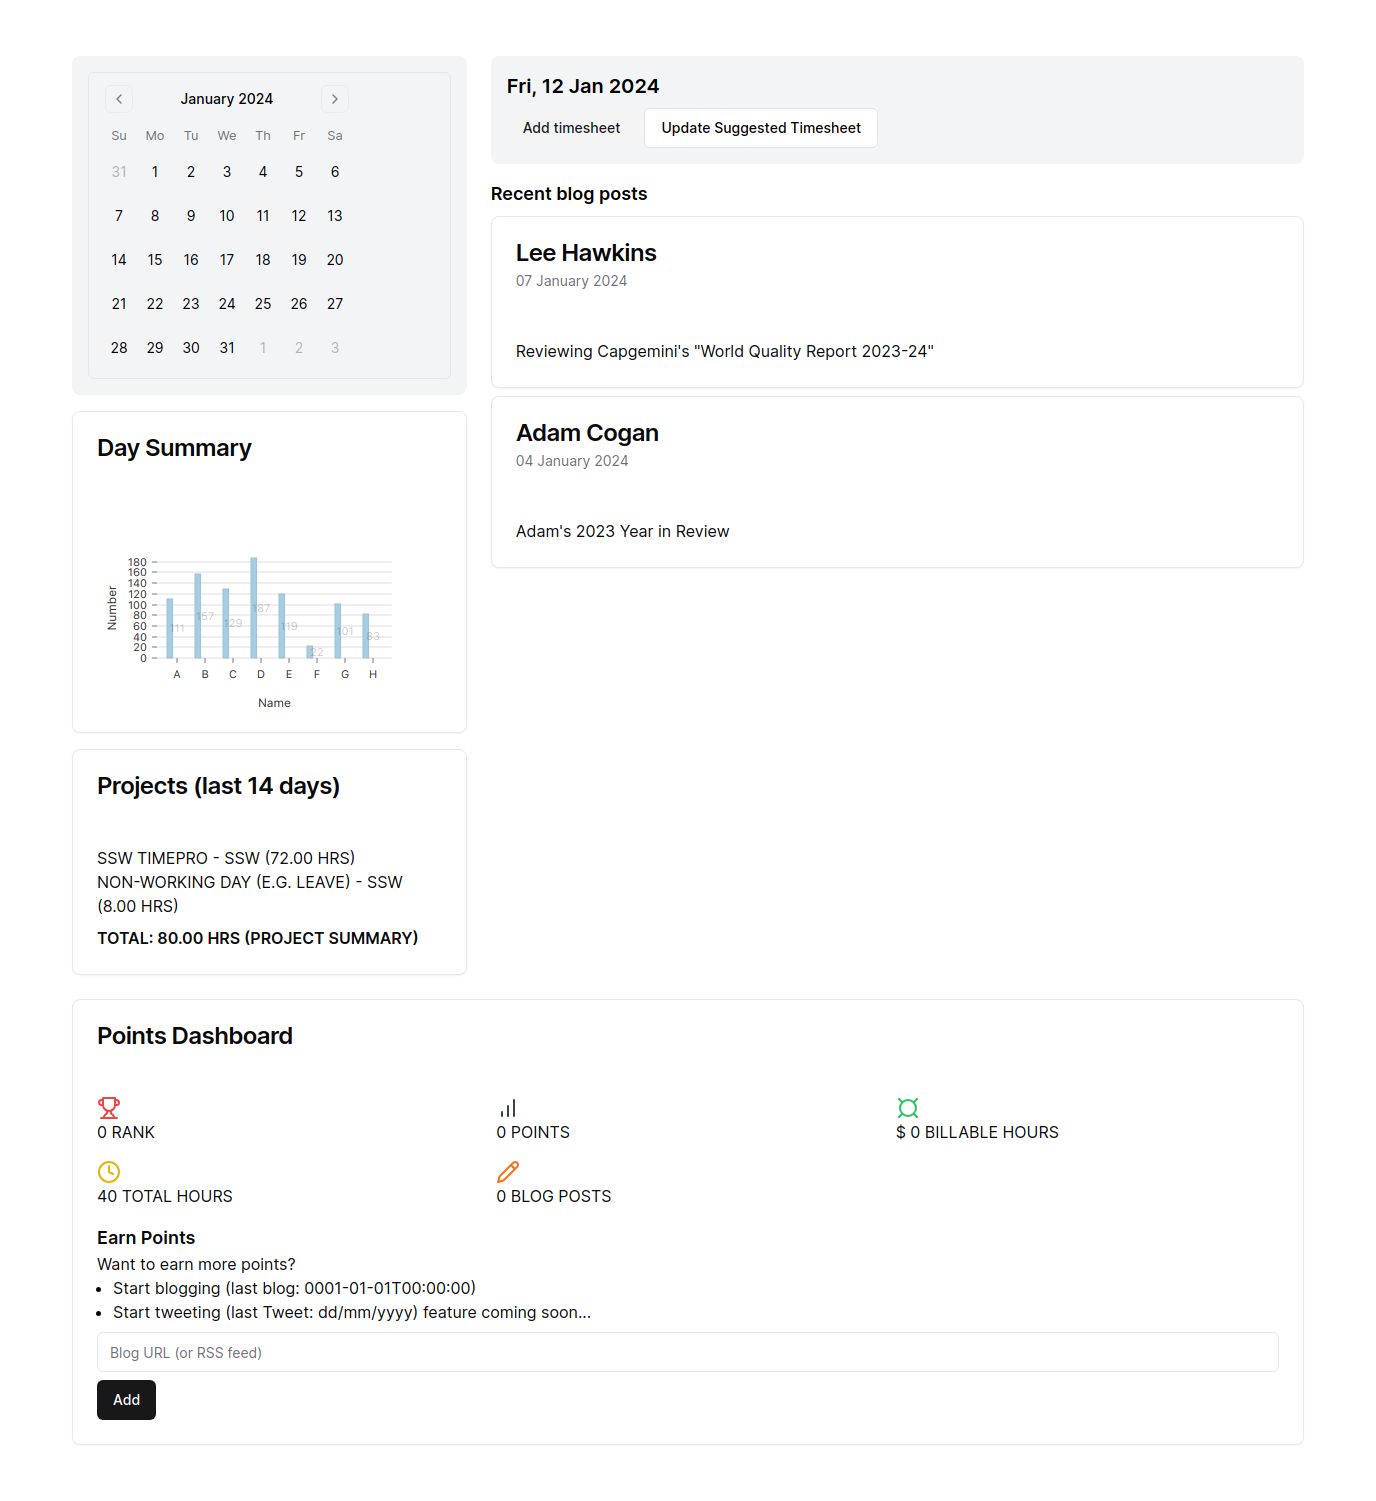 January 2024
Su Mo Tu We Th Fr Sa
31 1 2 3 4 5 6
7 8 9 10 11 12 13
14 15 16 17 18 19 20
21 22 23 24 25 26 27
28 29 30 31 1 2 3
Day Summary
Number
180
160
140
120
100
80
60
40
20
0
111 157 129 187 119 22 101 83
A B C D E F G H
Name
Projects (last 14 days)
SSW TIMEPRO - SSW (72.00 HRS)
NON-WORKING DAY (E.G. LEAVE) - SSW
(8.00 HRS)
TOTAL: 80.00 HRS (PROJECT SUMMARY)
Fri, 12 Jan 2024
Add timesheet Update Suggested Timesheet
Recent blog posts
Lee Hawkins
07 January 2024
Reviewing Capgemini's "World Quality Report 2023-24"
Adam Cogan
04 January 2024
Adam's 2023 Year in Review
Points Dashboard
0 RANK
0 POINTS
$ 0 BILLABLE HOURS
40 TOTAL HOURS
0 BLOG POSTS
Earn Points
Want to earn more points?
• Start blogging (last blog: 0001-01-01T00:00:00)
• Start tweeting (last Tweet: dd/mm/yyyy) feature coming soon...
Blog URL (or RSS feed)
Add